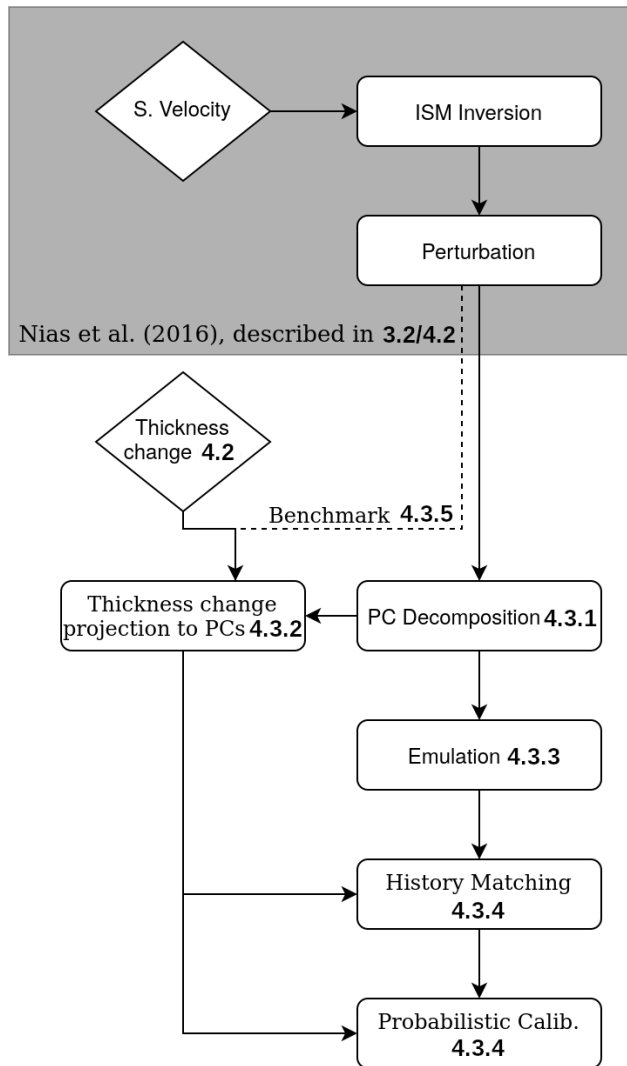 S. Velocity
ISM Inversion
Perturbation
Nias et al. (2016), described in 3.2/4.2
Thickness
change 4.2
Benchmark 4.3.5
Thickness change
projection to PCs 4.3.2
PC Decomposition 4.3.1
Emulation 4.3.3
History Matching
4.3.4
Probabilistic Calib.
4.3.4